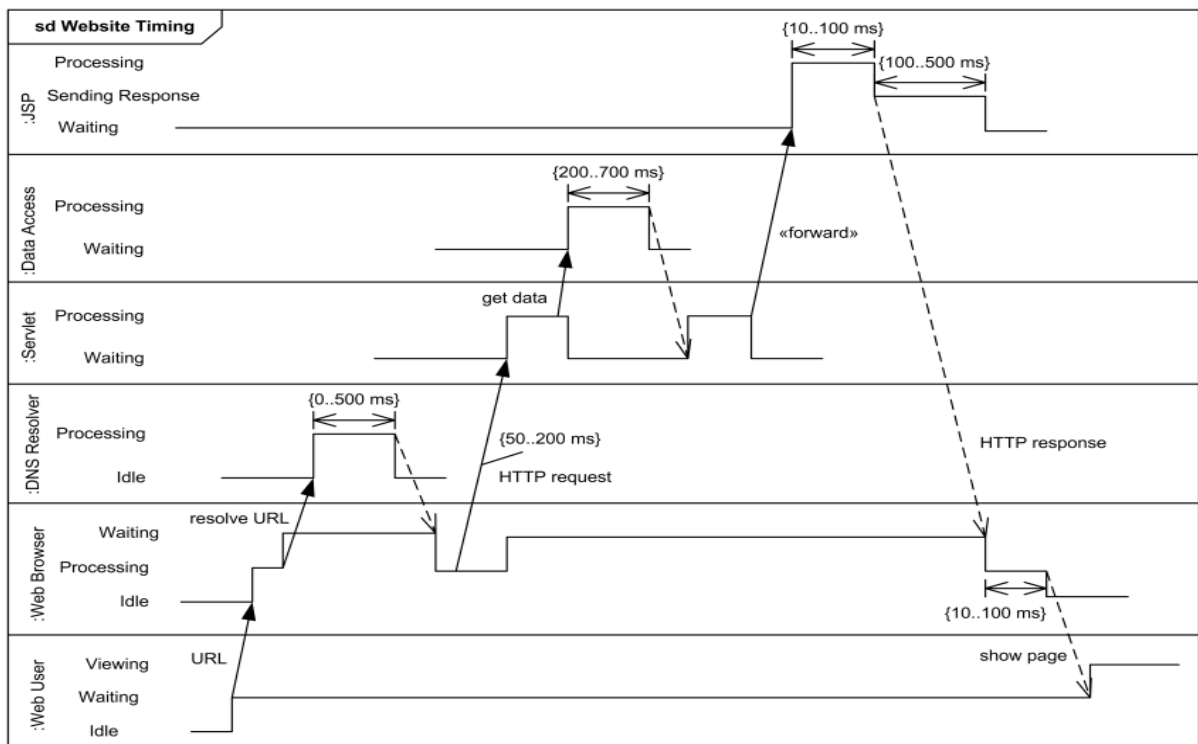 sd Website Timing
{10..100 ms}
:JSP
Processing
{100..500 ms}
Sending Response
Waiting
:Data Access
{200..700 ms}
Processing
Waiting
«forward»
:Servlet
get data
Processing
Waiting
:DNS Resolver
{0..500 ms}
Processing
{50..200 ms}
HTTP response
Idle
HTTP request
:Web Browser
resolve URL
Waiting
Processing
Idle
{10..100 ms}
:Web User
URL
show page
Viewing
Waiting
Idle